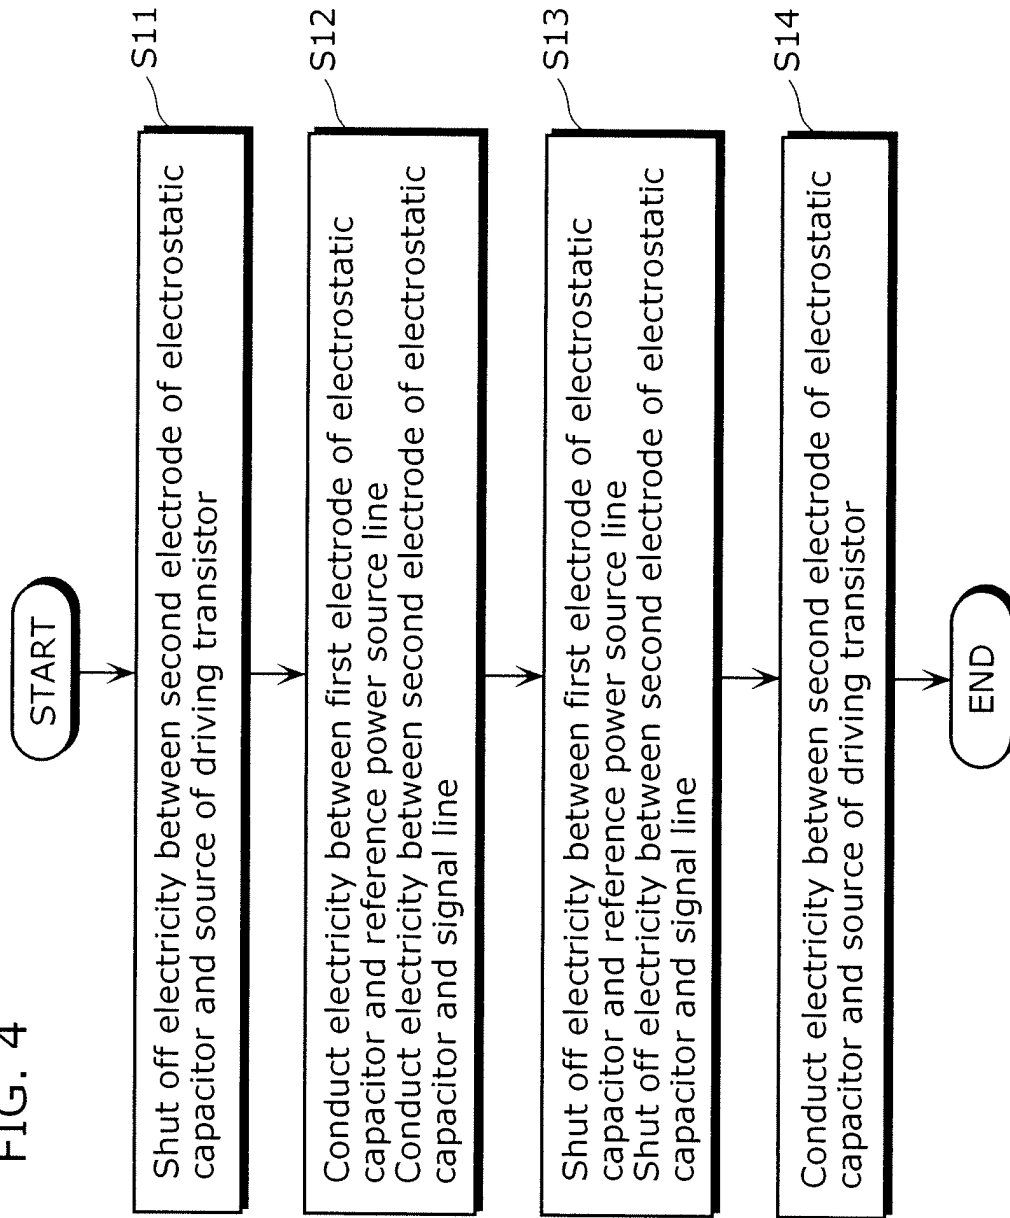 FIG. 4
START
S11
Shut off electricity between second electrode of electrostatic
capacitor and source of driving transistor
S12
Conduct electricity between first electrode of electrostatic
capacitor and reference power source line
Conduct electricity between second electrode of electrostatic
capacitor and signal line
S13
Shut off electricity between first electrode of electrostatic
capacitor and reference power source line
Shut off electricity between second electrode of electrostatic
capacitor and signal line
S14
Conduct electricity between second electrode of electrostatic
capacitor and source of driving transistor
END